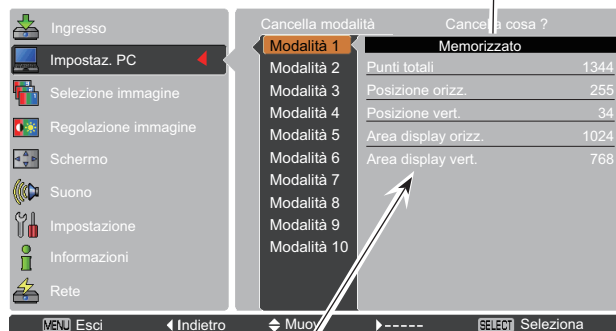 Ingresso
Impostaz. PC
Selezione immagine
Regolazione immagine
Schermo
Suono
Impostazione
Informazioni
Rete
Cancella modalità
Cancella cosa ?
Modalità 1
Modalità 2
Modalità 3
Modalità 4
Modalità 5
Modalità 6
Modalità 7
Modalità 8
Modalità 9
Modalità 10
Memorizzato
Punti totali 1344
Posizione orizz. 255
Posizione vert. 34
Area display orizz. 1024
Area display vert. 768
MENU Esci Indietro Muovi ----- SELECT Seleziona